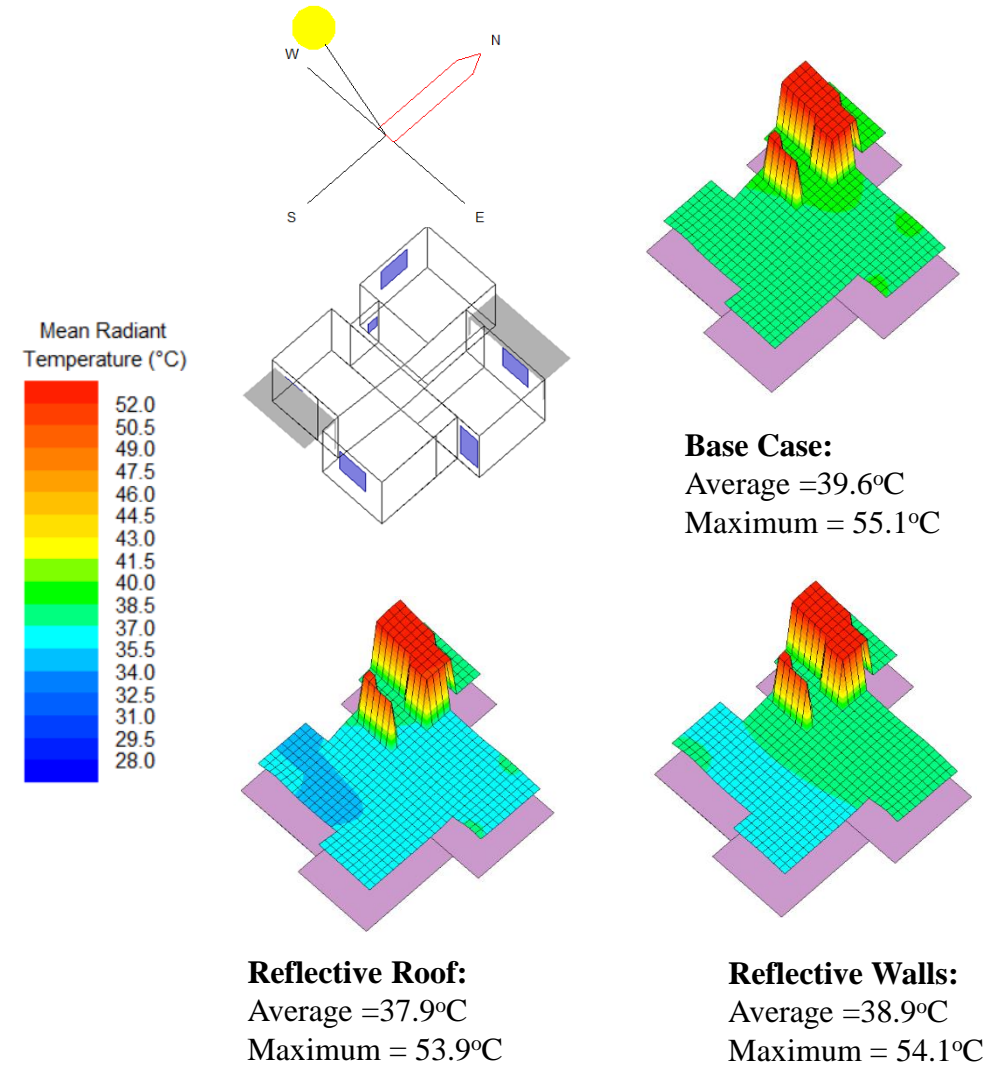 W
N
S
E
Mean Radiant
Temperature (°C)
52.0
50.5
49.0
47.5
46.0
44.5
43.0
41.5
40.0
38.5
37.0
35.5
34.0
32.5
31.0
29.5
28.0
Base Case:
Average =39.6°C
Maximum = 55.1°C
Reflective Roof:
Average =37.9°C
Maximum = 53.9°C
Reflective Walls:
Average =38.9°C
Maximum = 54.1°C